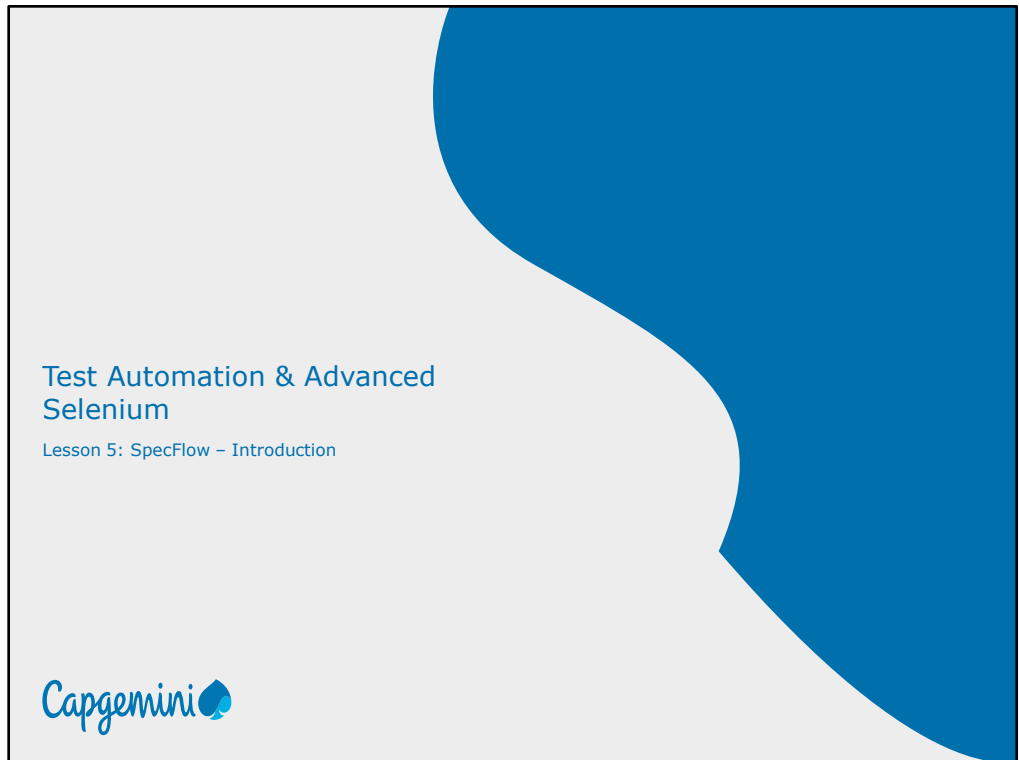 Test Automation & Advanced
Selenium
Lesson 5: SpecFlow – Introduction
Capgemini